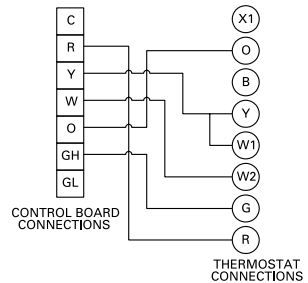 C
R
Y
W
O
GH
GL
CONTROL BOARD
CONNECTIONS
X1
O
B
Y
W1
W2
G
R
THERMOSTAT
CONNECTIONS